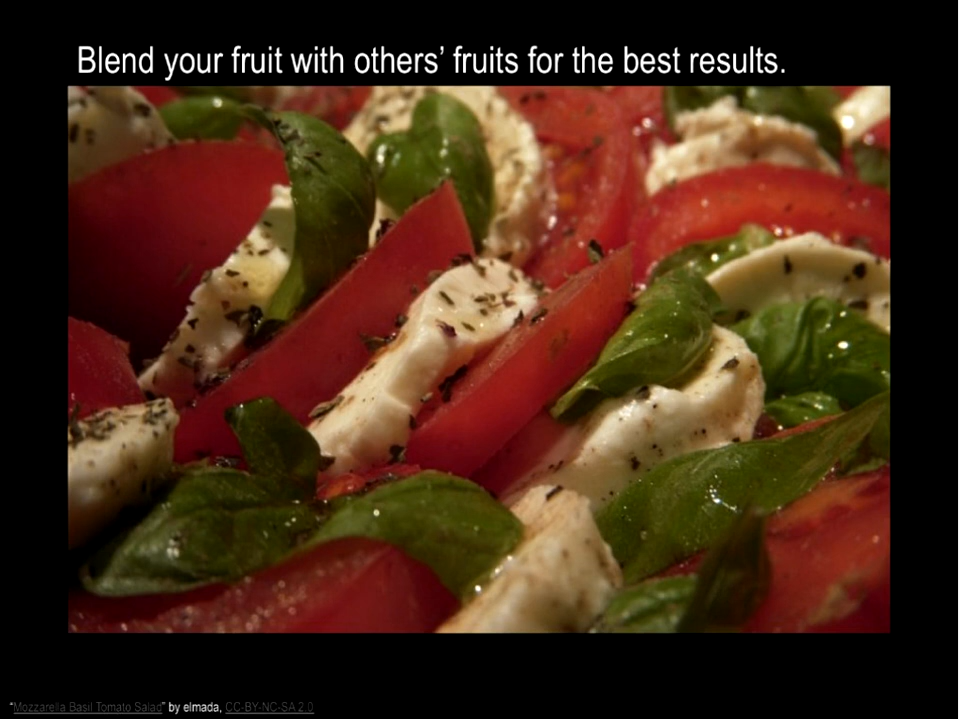 Blend your fruit with others’ fruits for the best results.
“Mozzarella Basil Tomato Salad” by elmada, CC-BY-NC-SA 2.0